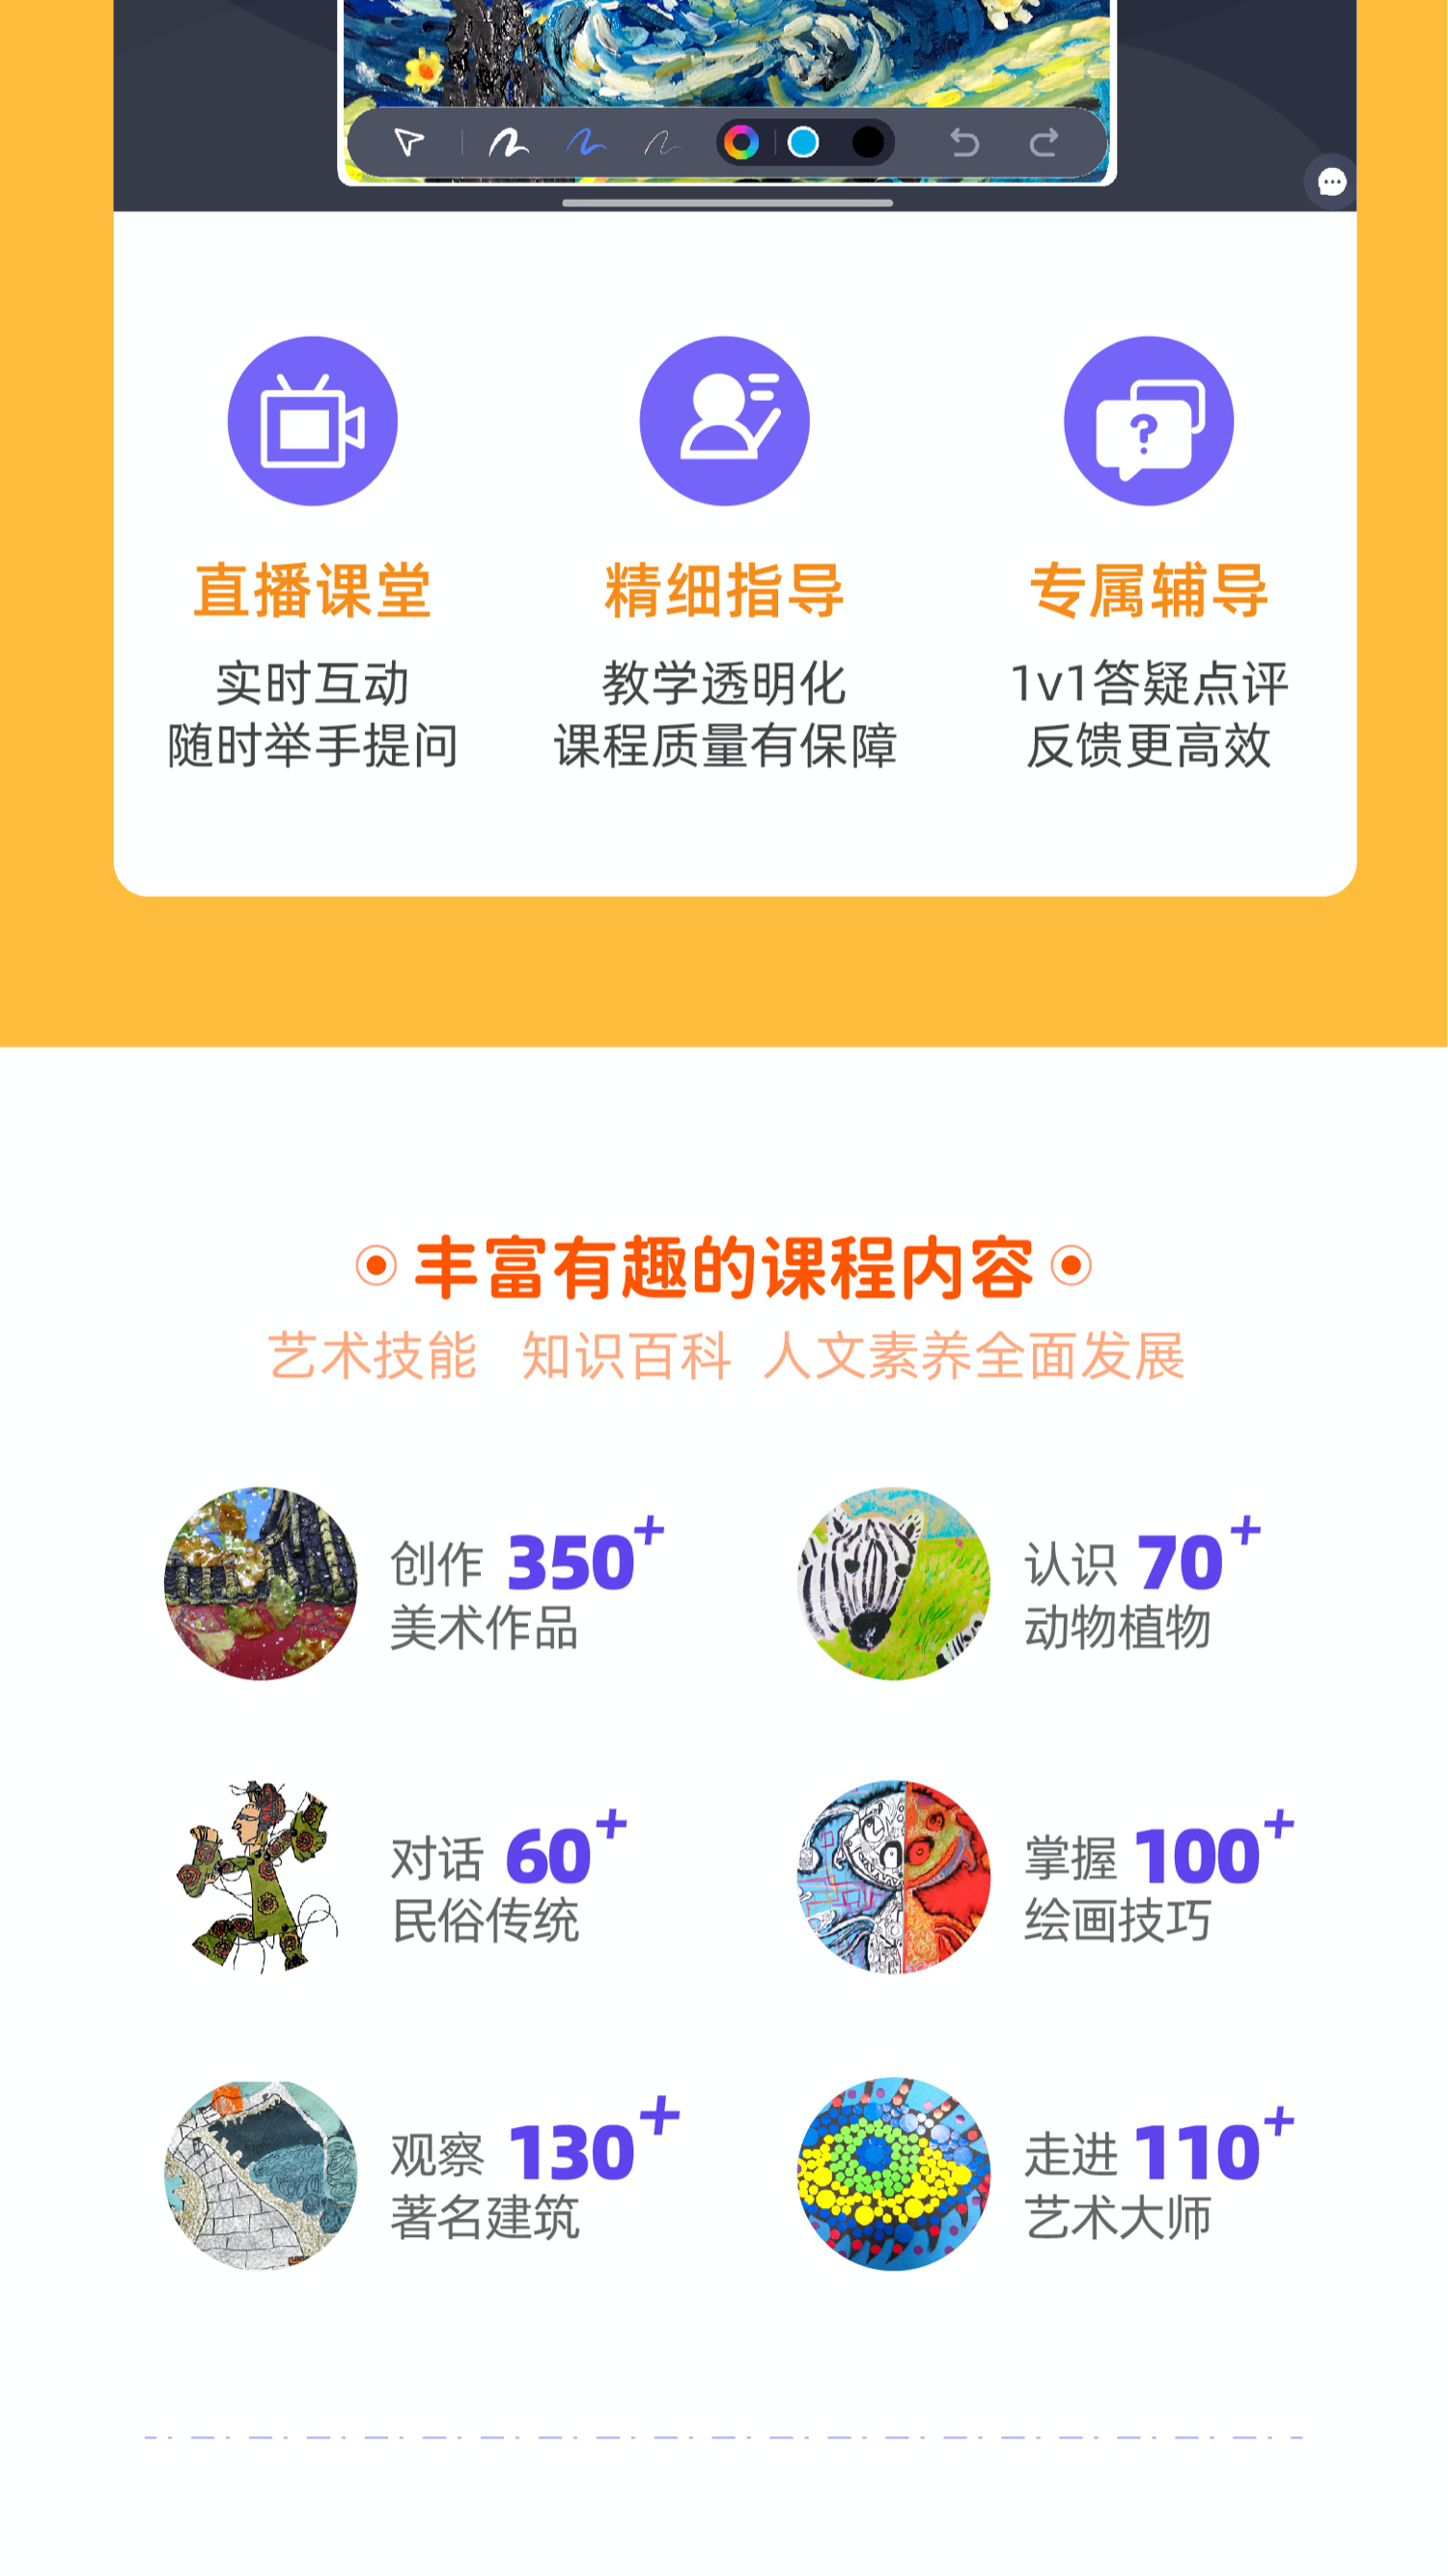 直播课堂
实时互动
随时举手提问
精细指导
教学透明化
课程质量有保障
专属辅导
1v1答疑点评
反馈更高效
丰富有趣的课程内容
艺术技能 知识百科 人文素养全面发展
创作 350+
美术作品
认识 70+
动物植物
对话 60+
民俗传统
掌握 100+
绘画技巧
观察 130+
著名建筑
走进 110+
艺术大师